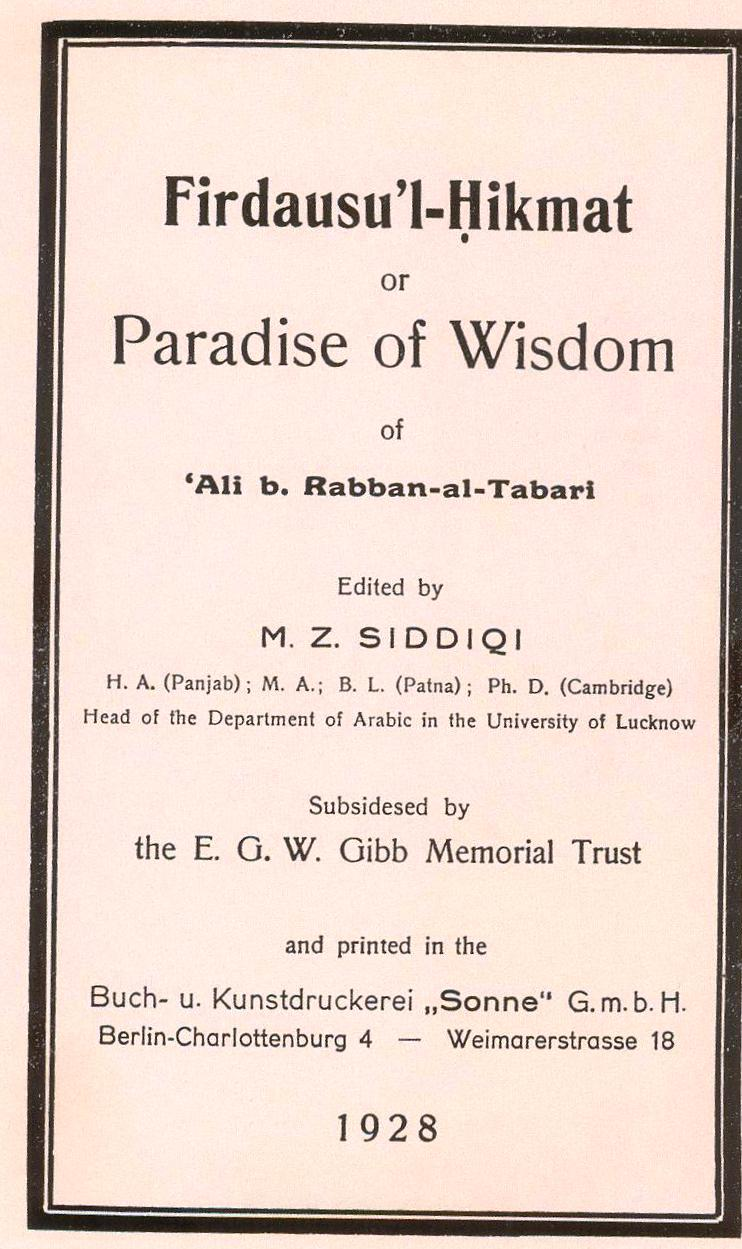 Firdausu'l-Ḥikmat
or
Paradise of Wisdom
of
‘Ali b. Rabban-al-Tabari
Edited by
M. Z. SIDDIQI
H. A. (Panjab); M. A.; B. L. (Patna); Ph. D. (Cambridge)
Head of the Department of Arabic in the University of Lucknow
Subsidesed by
the E. G. W. Gibb Memorial Trust
and printed in the
Buch- u. Kunstdruckerei „Sonne“ G. m. b. H.
Berlin-Charlottenburg 4 — Weimarerstrasse 18
1928